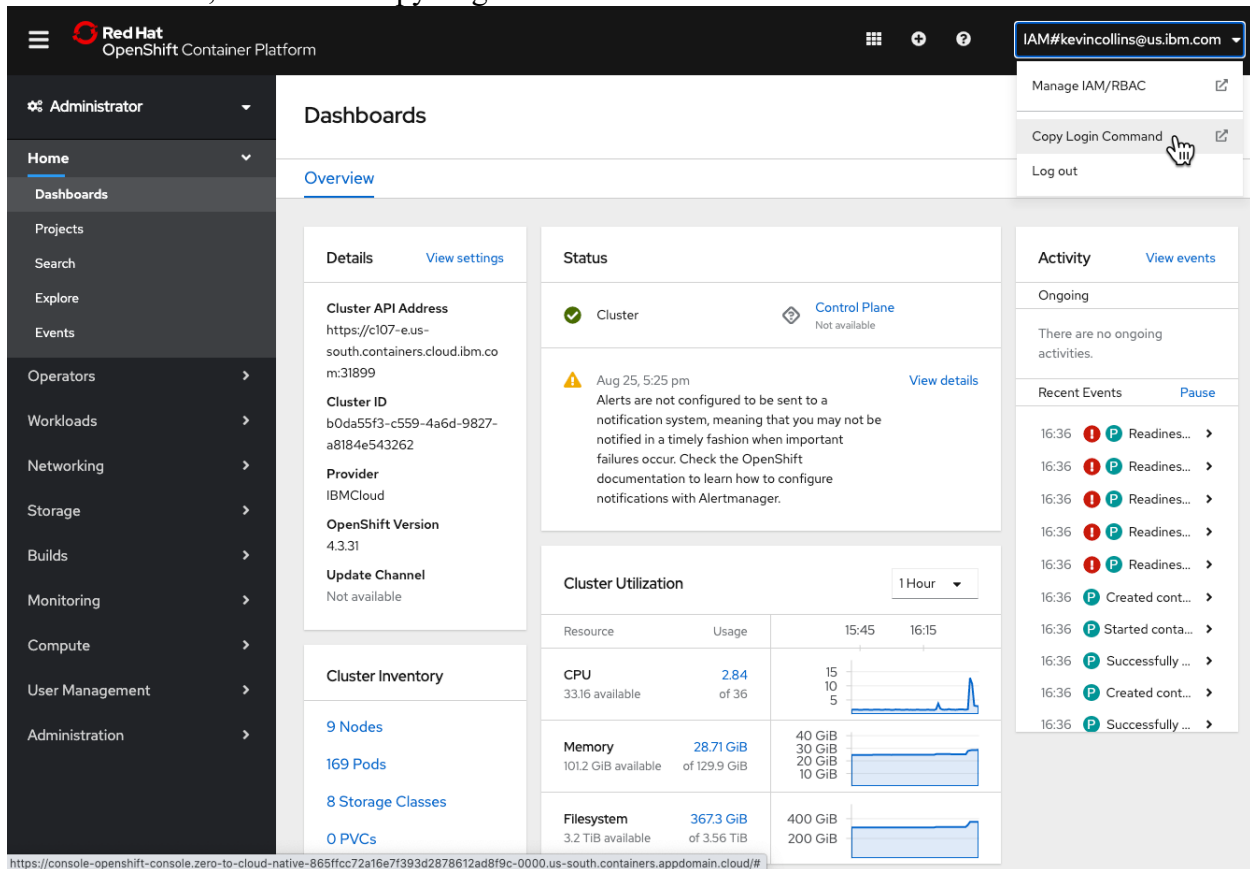 Red Hat
OpenShift Container Platform
IAM#kevincollins@us.ibm.com
Manage IAM/RBAC
Copy Login Command
Log out
Administrator
Home
Dashboards
Projects
Search
Explore
Events
Operators
Workloads
Networking
Storage
Builds
Monitoring
Compute
User Management
Administration
Dashboards
Overview
Details View settings
Cluster API Address
https://c107-e.us-
south.containers.cloud.ibm.co
m:31899
Cluster ID
b0da55f3-c559-4a6d-9827-
a8184e543262
Provider
IBMCloud
OpenShift Version
4.3.31
Update Channel
Not available
Cluster Inventory
9 Nodes
169 Pods
8 Storage Classes
0 PVCs
Status
Cluster
Control Plane
Not available
Aug 25, 5:25 pm View details
Alerts are not configured to be sent to a
notification system, meaning that you may not be
notified in a timely fashion when important
failures occur. Check the OpenShift
documentation to learn how to configure
notifications with Alertmanager.
Cluster Utilization 1 Hour
Resource Usage 15:45 16:15
CPU 2.84
33.16 available of 36
15
10
5
Memory 28.71 GiB
101.2 GiB available of 129.9 GiB
40 GiB
30 GiB
20 GiB
10 GiB
Filesystem 367.3 GiB
3.2 TiB available of 3.56 TiB
400 GiB
200 GiB
Activity View events
Ongoing
There are no ongoing
activities.
Recent Events Pause
16:36 P Readines...
16:36 P Readines...
16:36 P Readines...
16:36 P Readines...
16:36 P Readines...
16:36 P Created cont...
16:36 P Started conta...
16:36 P Successfully ...
16:36 P Created cont...
16:36 P Successfully ...
https://console-openshift-console.zero-to-cloud-native-865ffcc72a16e7f393d2878612ad8f9c-0000.us-south.containers.appdomain.cloud/#